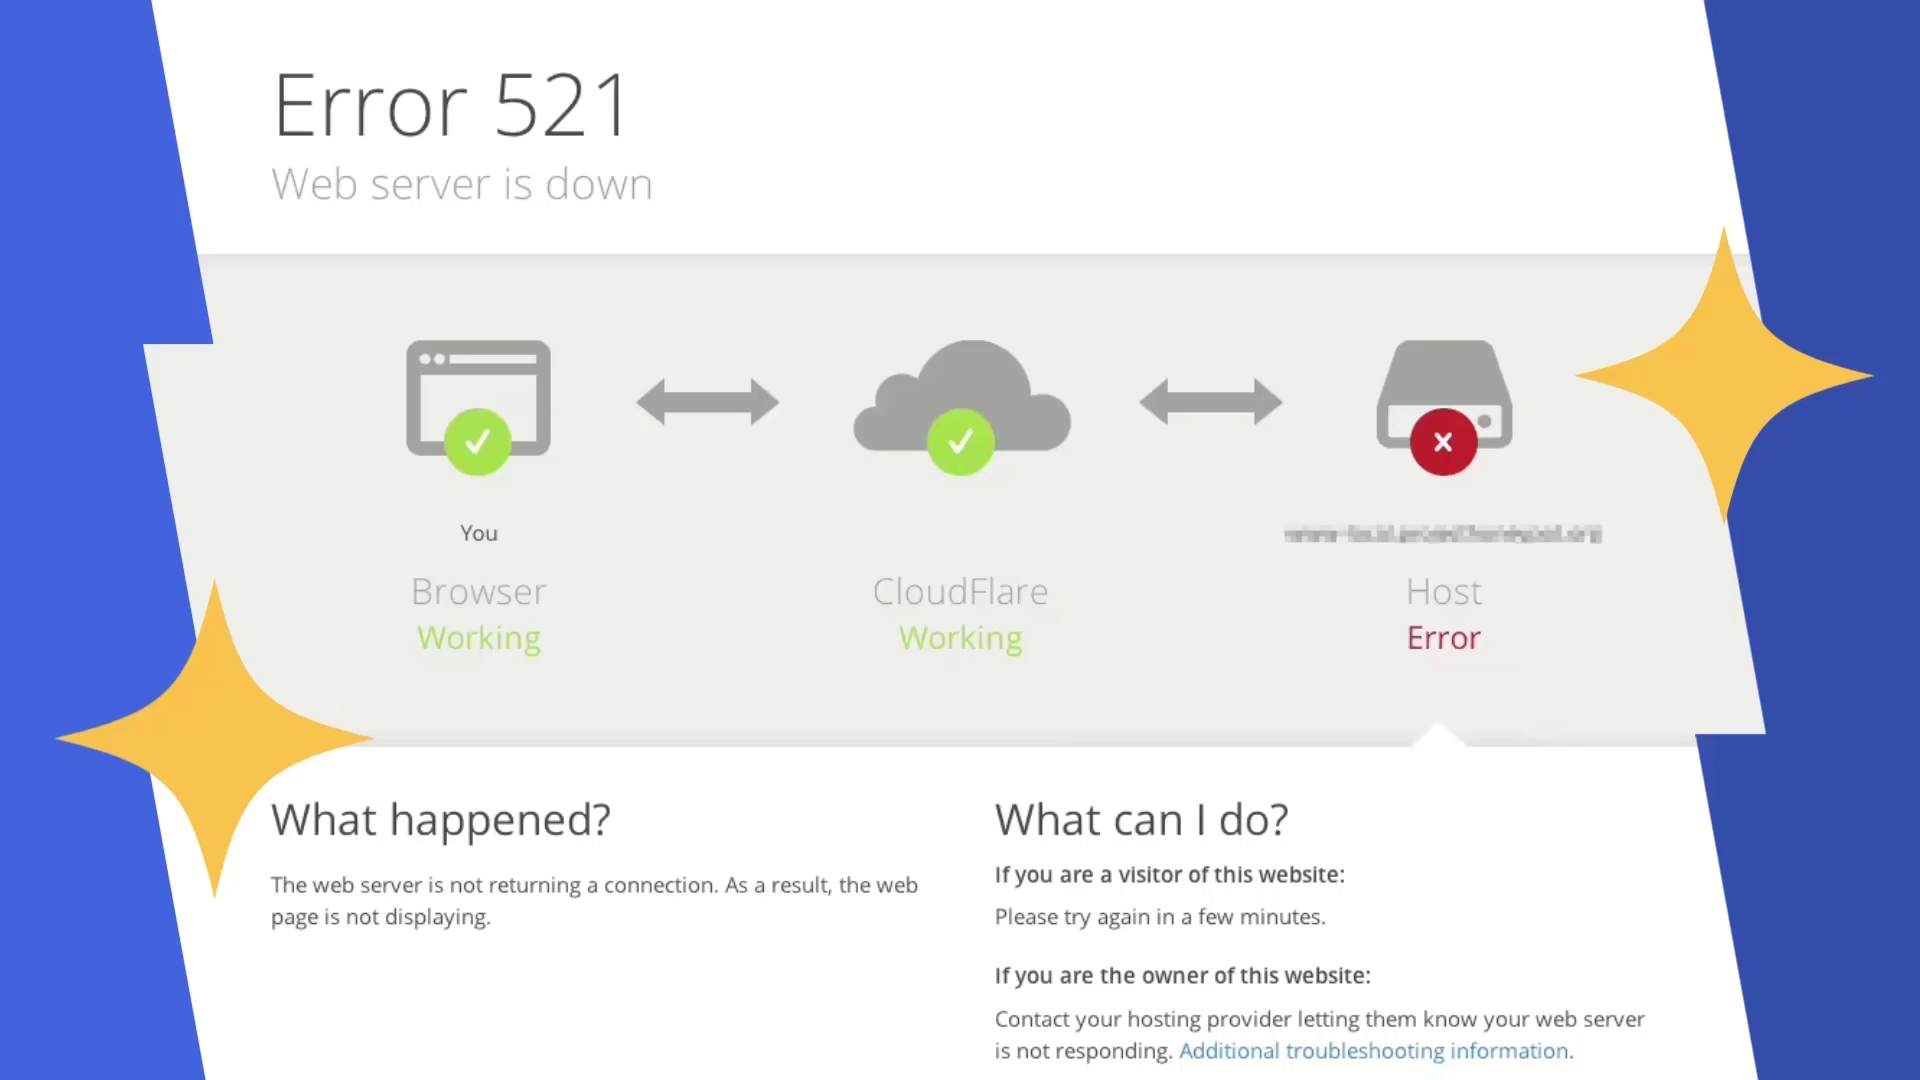 Error 521
Web server is down
You
Browser
Working
CloudFlare
Working
Host
Error
What happened?
The web server is not returning a connection. As a result, the web
page is not displaying.
What can I do?
If you are a visitor of this website:
Please try again in a few minutes.
If you are the owner of this website:
Contact your hosting provider letting them know your web server
is not responding. Additional troubleshooting information.